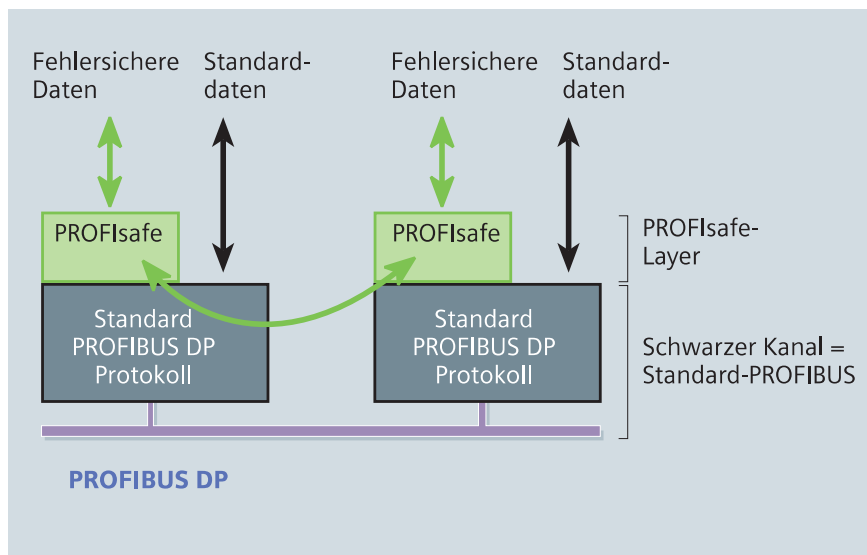 Fehlersichere
Daten
Standard-
daten
Fehlersichere
Daten
Standard-
daten
PROFIsafe
PROFIsafe
PROFIsafe-
Layer
Standard
PROFIBUS DP
Protokoll
Standard
PROFIBUS DP
Protokoll
Schwarzer Kanal =
Standard-PROFIBUS
PROFIBUS DP